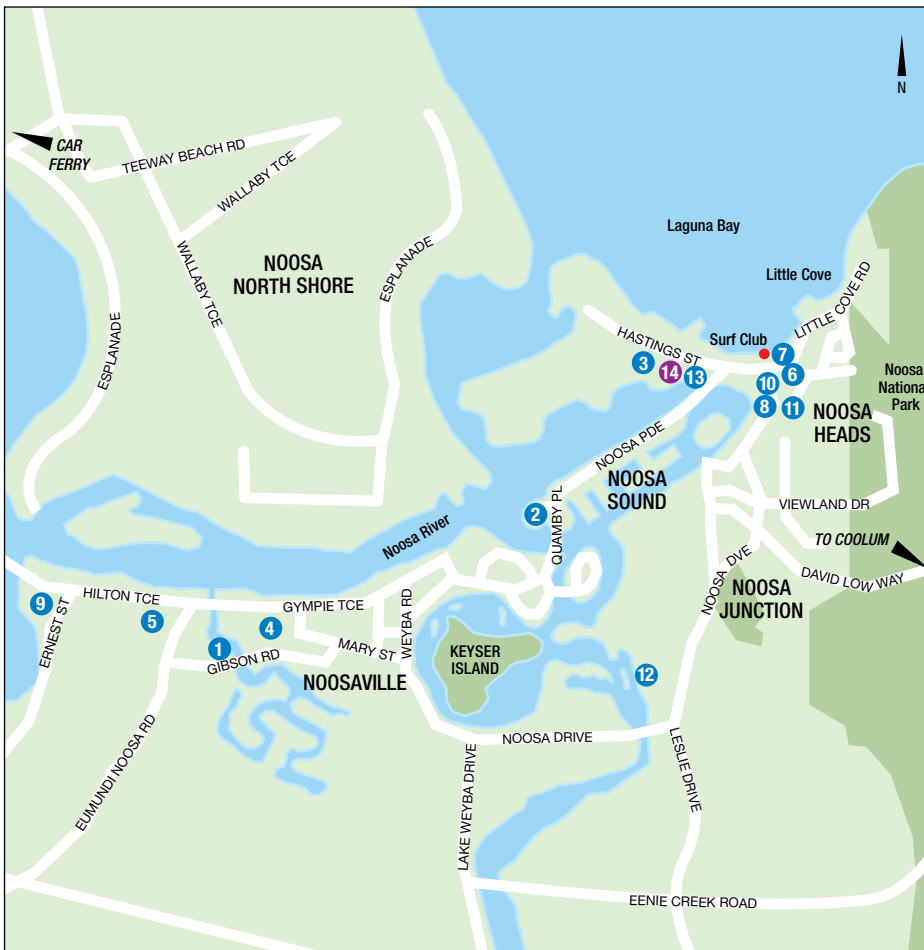 N
CAR
FERRY
TEEWAY BEACH RD
WALLABY TCE
WALLABY TCE
NOOSA
NORTH SHORE
ESPLANADE
ESPLANADE
Laguna Bay
Little Cove
LITTLE COVE RD
Surf Club
HASTINGS ST
7
3
14
13
6
10
8
11
Noosa
National
Park
NOOSA
HEADS
NOOSA PDE
NOOSA
SOUND
2
QUAMBY PL
VIEWLAND DR
TO COOLUM
DAVID LOW WAY
Noosa River
NOOSA DVE
NOOSA
JUNCTION
9
HILTON TCE
ERNEST ST
5
1
4
GYMPIE TCE
WEYBA RD
MARY ST
GIBSON RD
NOOSAVILLE
KEYSER
ISLAND
12
EUMUNDI NOOSA RD
NOOSA DRIVE
LESLIE DRIVE
LAKE WEYBA DRIVE
EENIE CREEK ROAD